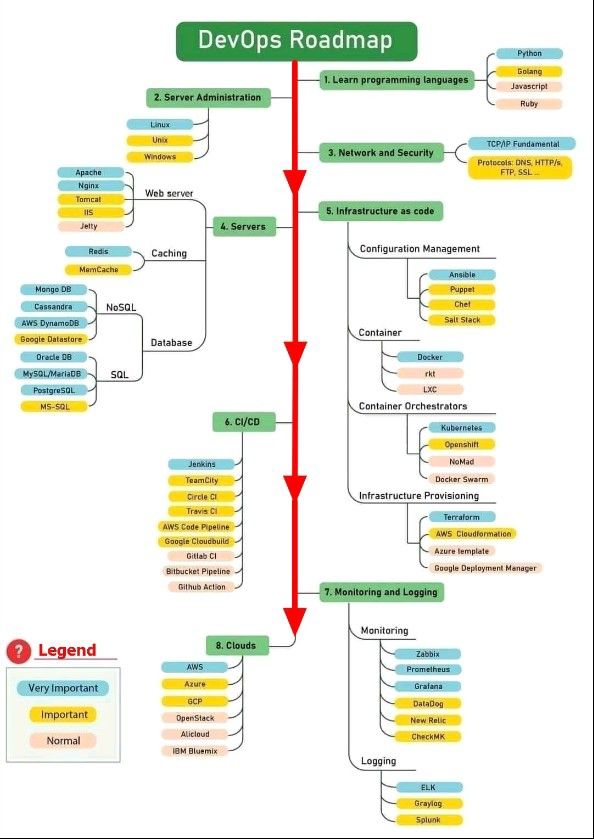 DevOps Roadmap
1. Learn programming languages
Python
Golang
Javascript
Ruby
2. Server Administration
Linux
Unix
Windows
3. Network and Security
TCP/IP Fundamental
Protocols: DNS, HTTP/s,
FTP, SSL ...
4. Servers
Web server
Apache
Nginx
Tomcat
IIS
Jetty
Caching
Redis
MemCache
Database
NoSQL
Mongo DB
Cassandra
AWS DynamoDB
Google Datastore
SQL
Oracle DB
MySQL/MariaDB
PostgreSQL
MS-SQL
5. Infrastructure as code
Configuration Management
Ansible
Puppet
Chef
Salt Stack
Container
Docker
rkt
LXC
Container Orchestrators
Kubernetes
Openshift
NoMad
Docker Swarm
Infrastructure Provisioning
Terraform
AWS Cloudformation
Azure lemplate
Google Deployment Manager
6. CI/CD
Jenkins
TeamCity
Circle CI
Travis CI
AWS Code Pipeline
Google Cloudbuild
Gitlab CI
Bitbucket Pipeline
Github Action
7. Monitoring and Logging
Monitoring
Zabbix
Prometheus
Grafana
DataDog
New Relic
CheckMK
Logging
ELK
Graylog
Splunk
8. Clouds
AWS
Azure
GCP
OpenStack
Alicloud
IBM Bluemix
? Legend
Very Important
Important
Normal